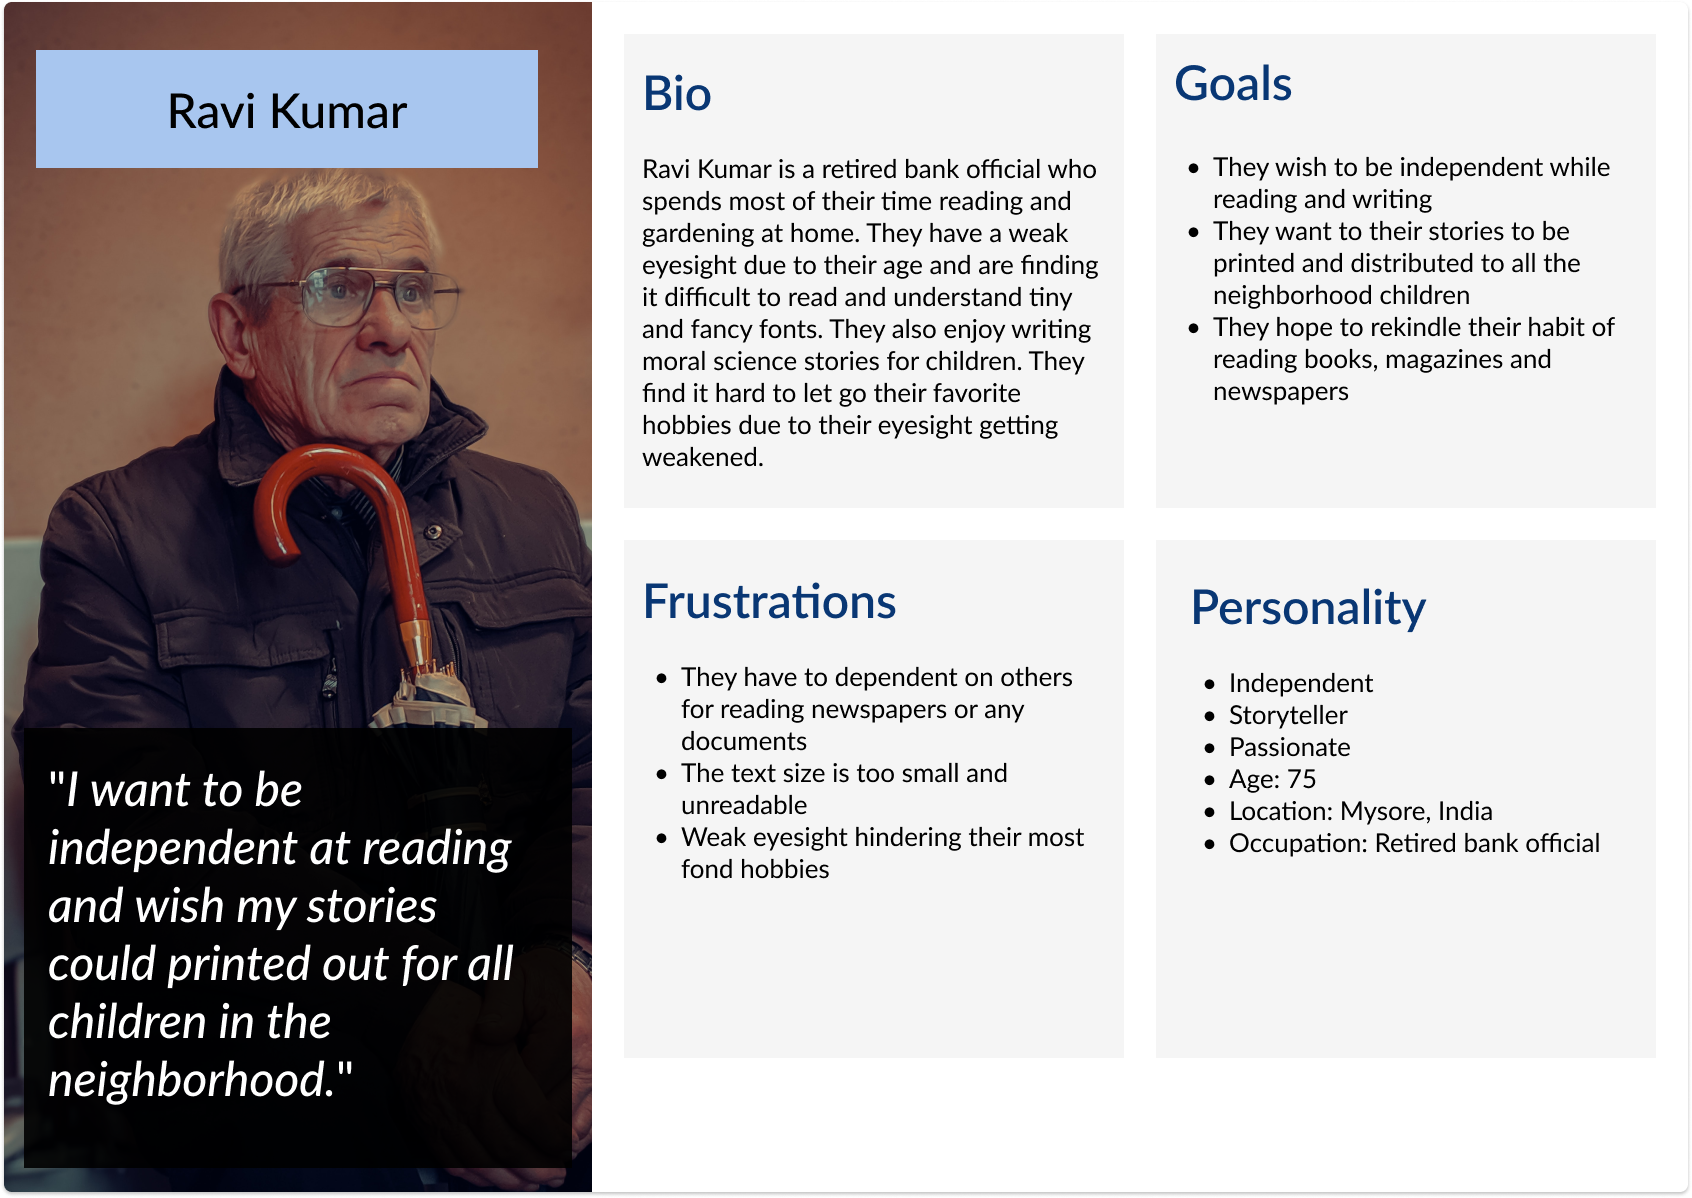 Ravi Kumar
"I want to be
independent at reading
and wish my stories
could printed out for all
children in the
neighborhood."
Bio
Ravi Kumar is a retired bank official who
spends most of their time reading and
gardening at home. They have a weak
eyesight due to their age and are finding
it difficult to read and understand tiny
and fancy fonts. They also enjoy writing
moral science stories for children. They
find it hard to let go their favorite
hobbies due to their eyesight getting
weakened.
Goals
• They wish to be independent while
reading and writing
• They want to their stories to be
printed and distributed to all the
neighborhood children
• They hope to rekindle their habit of
reading books, magazines and
newspapers
Frustrations
• They have to dependent on others
for reading newspapers or any
documents
• The text size is too small and
unreadable
• Weak eyesight hindering their most
fond hobbies
Personality
• Independent
• Storyteller
• Passionate
• Age: 75
• Location: Mysore, India
• Occupation: Retired bank official